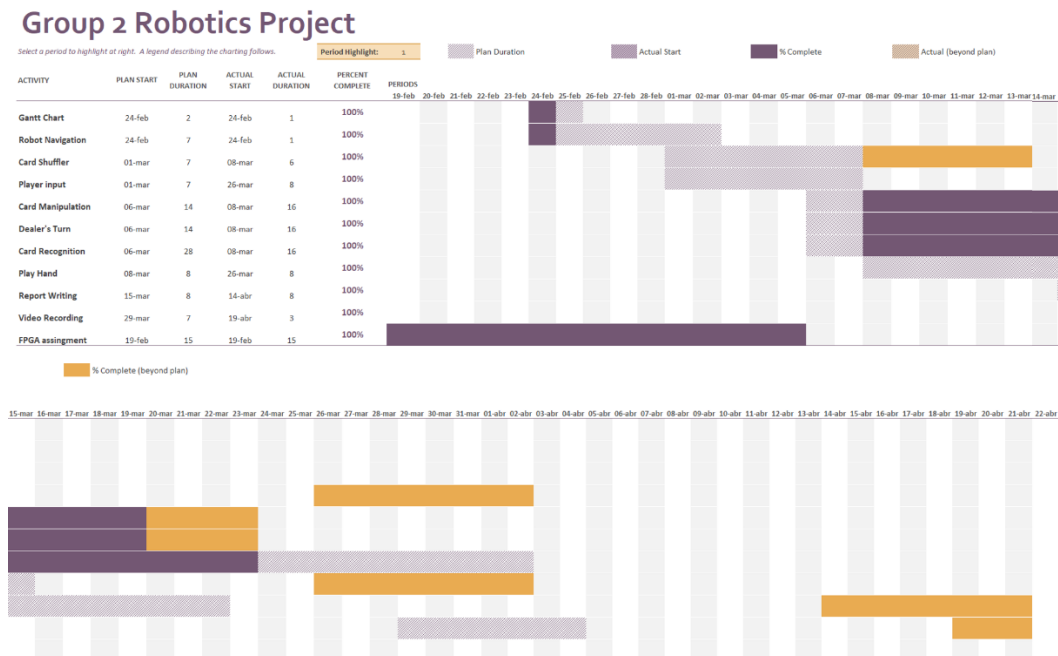 Group 2 Robotics Project
Select a period to highlight at right. A legend describing the charting follows.
Period Highlight: 1
Plan Duration
Actual Start
% Complete
Actual (beyond plan)
ACTIVITY PLAN START PLAN DURATION ACTUAL START ACTUAL DURATION PERCENT COMPLETE PERIODS
19-feb 20-feb 21-feb 22-feb 23-feb 24-feb 25-feb 26-feb 27-feb 28-feb 01-mar 02-mar 03-mar 04-mar 05-mar 06-mar 07-mar 08-mar 09-mar 10-mar 11-mar 12-mar 13-mar 14-mar
Gantt Chart 24-feb 2 24-feb 1 100%
Robot Navigation 24-feb 7 24-feb 1 100%
Card Shuffler 01-mar 7 08-mar 6 100%
Player input 01-mar 7 26-mar 8 100%
Card Manipulation 06-mar 14 08-mar 16 100%
Dealer's Turn 06-mar 14 08-mar 16 100%
Card Recognition 06-mar 28 08-mar 16 100%
Play Hand 08-mar 8 26-mar 8 100%
Report Writing 15-mar 8 14-abr 8 100%
Video Recording 29-mar 7 19-abr 3 100%
FPGA assingment 19-feb 15 19-feb 15 100%
% Complete (beyond plan)
15-mar 16-mar 17-mar 18-mar 19-mar 20-mar 21-mar 22-mar 23-mar 24-mar 25-mar 26-mar 27-mar 28-mar 29-mar 30-mar 31-mar 01-abr 02-abr 03-abr 04-abr 05-abr 06-abr 07-abr 08-abr 09-abr 10-abr 11-abr 12-abr 13-abr 14-abr 15-abr 16-abr 17-abr 18-abr 19-abr 20-abr 21-abr 22-abr